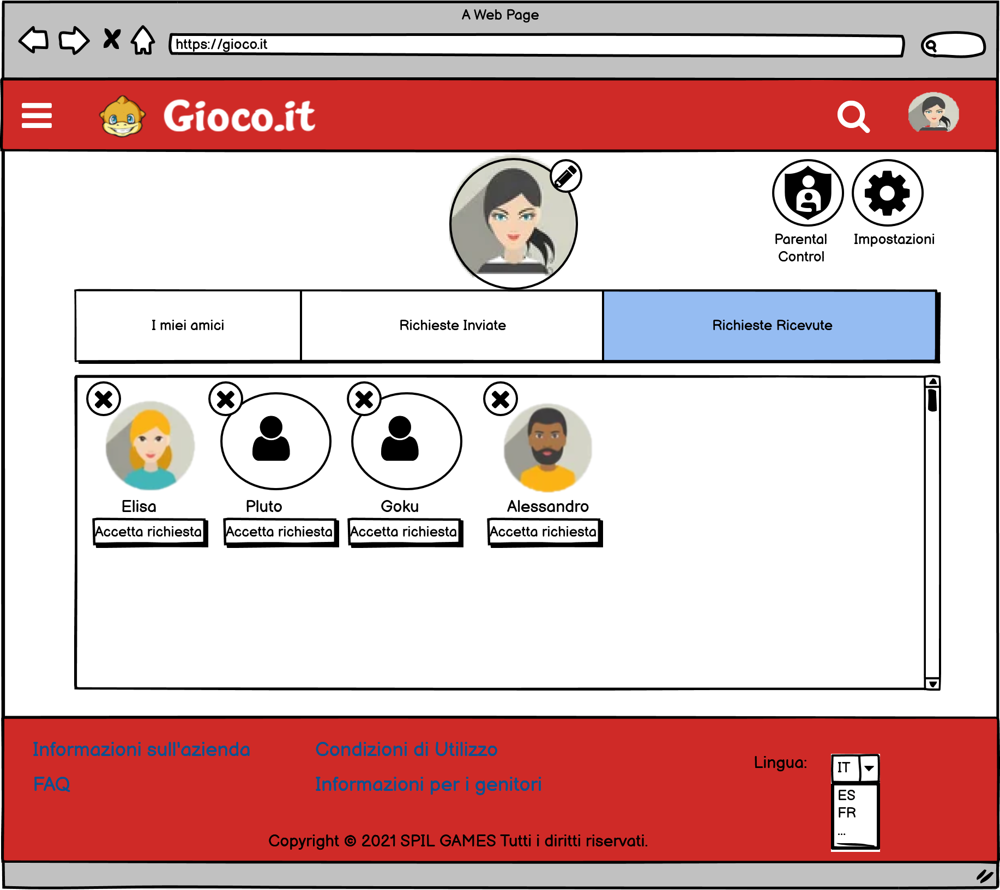 A Web Page
https://gioco.it
Gioco.it
Parental
Control
Impostazioni
I miei amici
Richieste Inviate
Richieste Ricevute
Elisa
Pluto
Goku
Alessandro
Accetta richiesta
Accetta richiesta
Accetta richiesta
Accetta richiesta
Informazioni sull'azienda
Condizioni di Utilizzo
FAQ
Informazioni per i genitori
Lingua:
IT
ES
FR
...
Copyright © 2021 SPIL GAMES Tutti i diritti riservati.